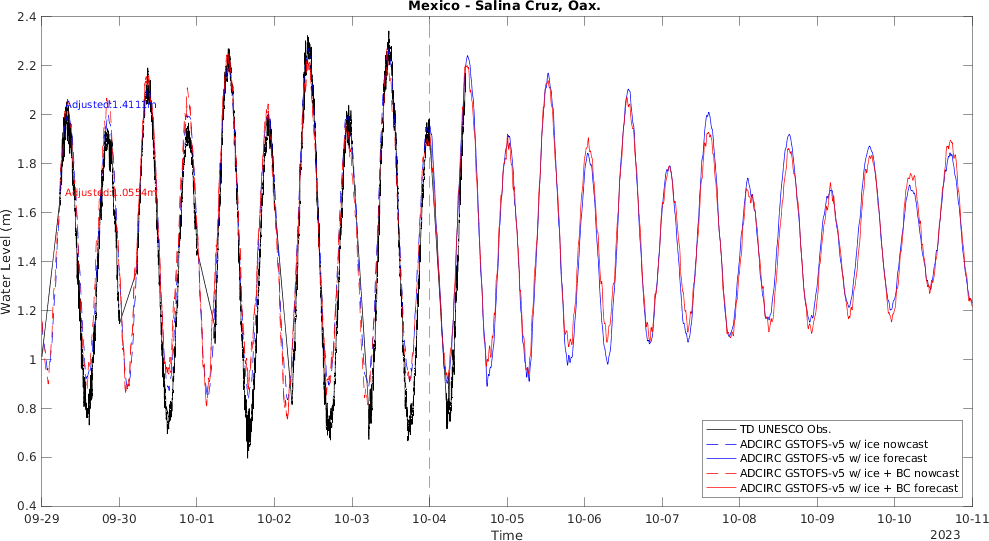 Mexico - Salina Cruz, Oax.
2.4
2.2
2
1.8
1.6
1.4
1.2
1
0.8
0.6
0.4
Water Level (m)
Adjusted:1.4111m
Adjusted:1.0554m
TD UNESCO Obs.
ADCIRC GSTOFS-v5 w/ ice nowcast
ADCIRC GSTOFS-v5 w/ ice forecast
ADCIRC GSTOFS-v5 w/ ice + BC nowcast
ADCIRC GSTOFS-v5 w/ ice + BC forecast
09-29 09-30 10-01 10-02 10-03 10-04 10-05 10-06 10-07 10-08 10-09 10-10 10-11
Time
2023